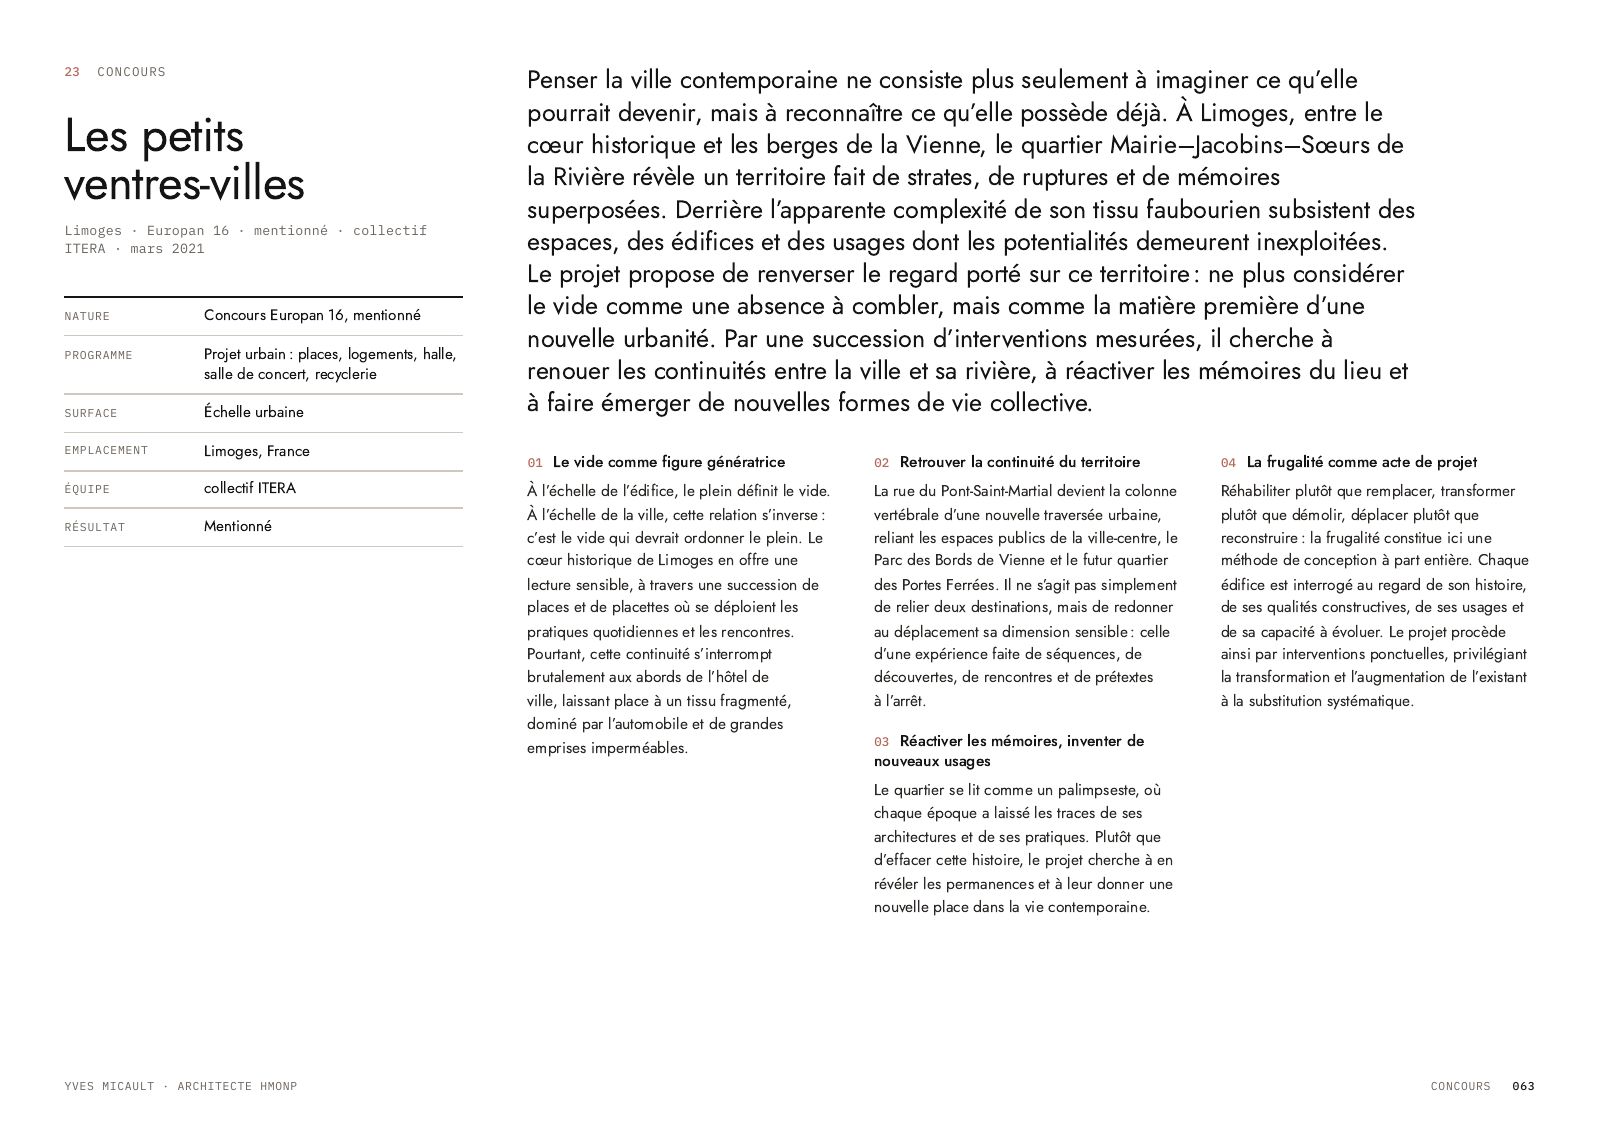 23 CONCOURS
Les petits
ventres-villes
Limoges · Europan 16 · mentionné · collectif
ITERA · mars 2021
NATURE Concours Europan 16, mentionné
PROGRAMME Projet urbain : places, logements, halle,
salle de concert, recyclerie
SURFACE Échelle urbaine
EMPLACEMENT Limoges, France
ÉQUIPE collectif ITERA
RÉSULTAT Mentionné
Penser la ville contemporaine ne consiste plus seulement à imaginer ce qu’elle
pourrait devenir, mais à reconnaître ce qu’elle possède déjà. À Limoges, entre le
cœur historique et les berges de la Vienne, le quartier Mairie–Jacobins–Sœurs de
la Rivière révèle un territoire fait de strates, de ruptures et de mémoires
superposées. Derrière l’apparente complexité de son tissu faubourien subsistent des
espaces, des édifices et des usages dont les potentialités demeurent inexploitées.
Le projet propose de renverser le regard porté sur ce territoire : ne plus considérer
le vide comme une absence à combler, mais comme la matière première d’une
nouvelle urbanité. Par une succession d’interventions mesurées, il cherche à
renouer les continuités entre la ville et sa rivière, à réactiver les mémoires du lieu et
à faire émerger de nouvelles formes de vie collective.
01 Le vide comme figure génératrice
À l’échelle de l’édifice, le plein définit le vide.
À l’échelle de la ville, cette relation s’inverse :
c’est le vide qui devrait ordonner le plein. Le
cœur historique de Limoges en offre une
lecture sensible, à travers une succession de
places et de placettes où se déploient les
pratiques quotidiennes et les rencontres.
Pourtant, cette continuité s’interrompt
brutalement aux abords de l’hôtel de
ville, laissant place à un tissu fragmenté,
dominé par l’automobile et de grandes
emprises imperméables.
02 Retrouver la continuité du territoire
La rue du Pont-Saint-Martial devient la colonne
vertébrale d’une nouvelle traversée urbaine,
reliant les espaces publics de la ville-centre, le
Parc des Bords de Vienne et le futur quartier
des Portes Ferrées. Il ne s’agit pas simplement
de relier deux destinations, mais de redonner
au déplacement sa dimension sensible : celle
d’une expérience faite de séquences, de
découvertes, de rencontres et de prétextes
à l’arrêt.
03 Réactiver les mémoires, inventer de
nouveaux usages
Le quartier se lit comme un palimpseste, où
chaque époque a laissé les traces de ses
architectures et de ses pratiques. Plutôt que
d’effacer cette histoire, le projet cherche à en
révéler les permanences et à leur donner une
nouvelle place dans la vie contemporaine.
04 La frugalité comme acte de projet
Réhabiliter plutôt que remplacer, transformer
plutôt que démolir, déplacer plutôt que
reconstruire : la frugalité constitue ici une
méthode de conception à part entière. Chaque
édifice est interrogé au regard de son histoire,
de ses qualités constructives, de ses usages et
de sa capacité à évoluer. Le projet procède
ainsi par interventions ponctuelles, privilégiant
la transformation et l’augmentation de l’existant
à la substitution systématique.
YVES MICAULT · ARCHITECTE HMONP
CONCOURS 063